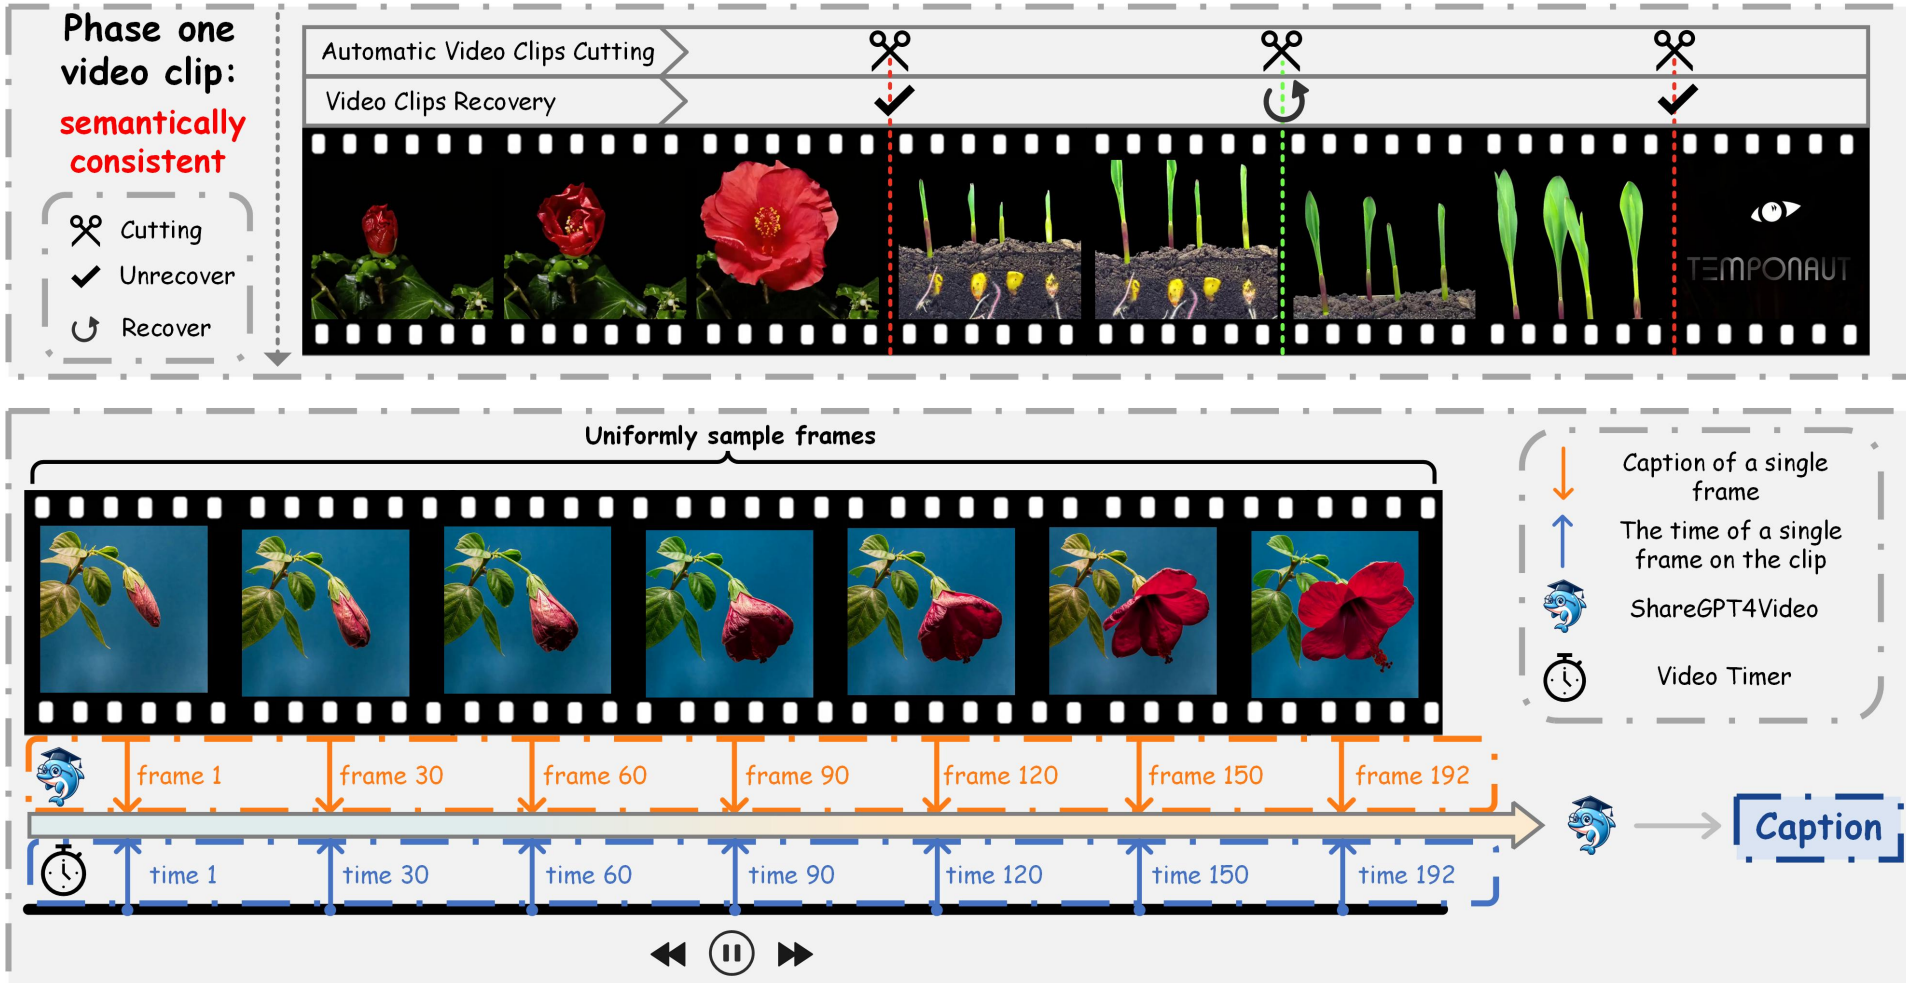 Phase one
video clip:
semantically
consistent
Cutting
Unrecover
Recover
Automatic Video Clips Cutting
Video Clips Recovery
TEMPONAUT
Uniformly sample frames
frame 1
frame 30
frame 60
frame 90
frame 120
frame 150
frame 192
time 1
time 30
time 60
time 90
time 120
time 150
time 192
Caption of a single
frame
The time of a single
frame on the clip
ShareGPT4Video
Video Timer
Caption